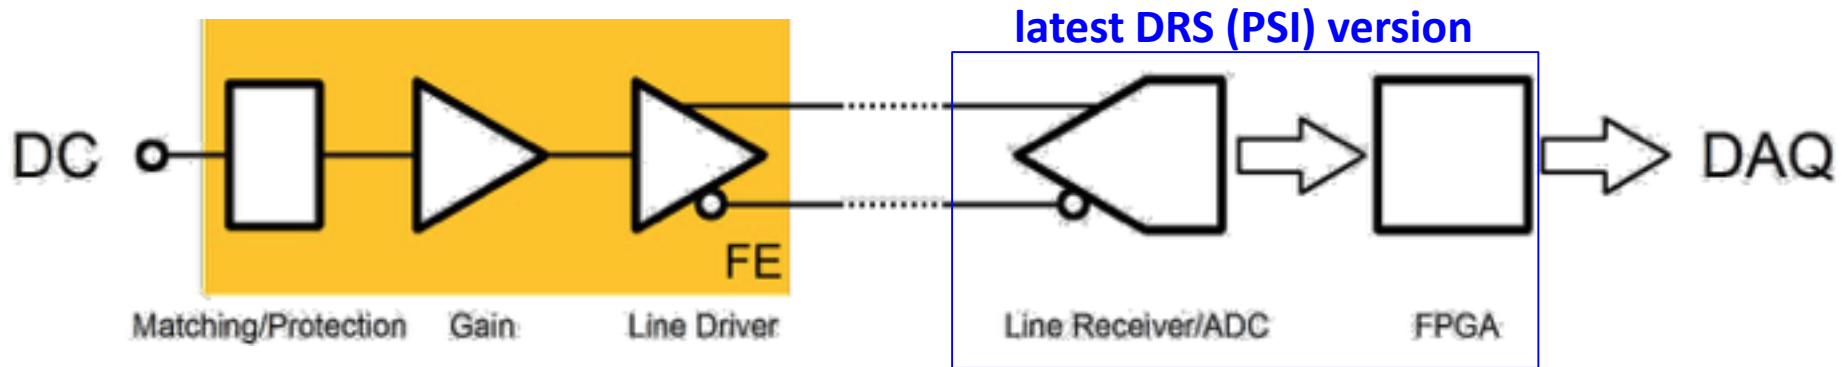 latest DRS (PSI) version
DC
DAQ
FE
Matching/Protection
Gain
Line Driver
Line Receiver/ADC
FPGA